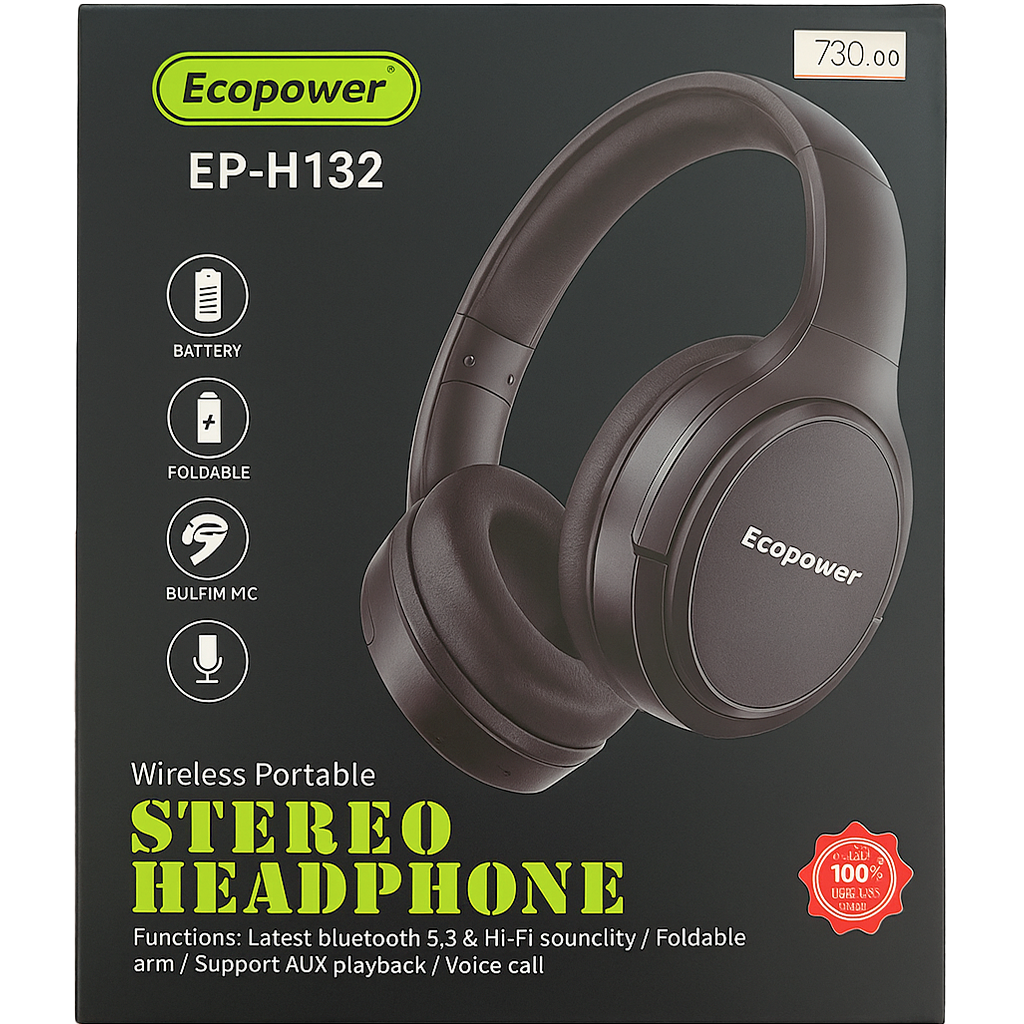 730.00
Ecopower®
EP-H132
BATTERY
FOLDABLE
BULFIM MC
Ecopower
Wireless Portable
STEREO
HEADPHONE
100%
Functions: Latest bluetooth 5,3 & Hi-Fi sounclity / Foldable
arm / Support AUX playback / Voice call